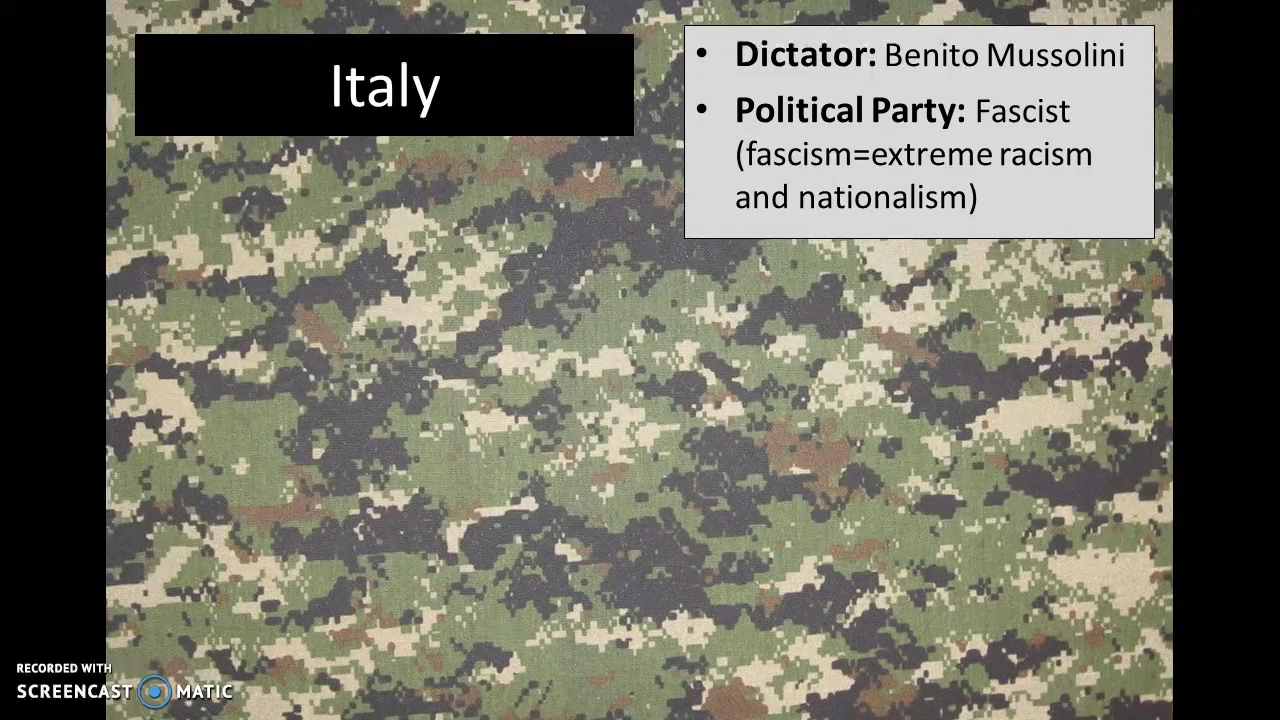 Italy
• Dictator: Benito Mussolini
• Political Party: Fascist
(fascism=extreme racism
and nationalism)
RECORDED WITH
SCREENCAST MATIC